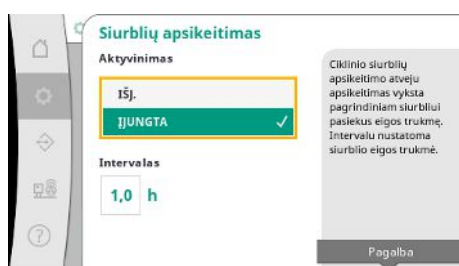 Siurblių apsikeitimas
Aktyvinimas
IŠJ.
ĮJUNGTA
Intervalas
1,0 h
Ciklinio siurblių
apsikeitimo atveju
apsikeitimas vyksta
pagrindiniam siurbliui
pasiekus eigos trukmę.
Intervalu nustatoma
siurblio eigos trukmė.
Pagalba